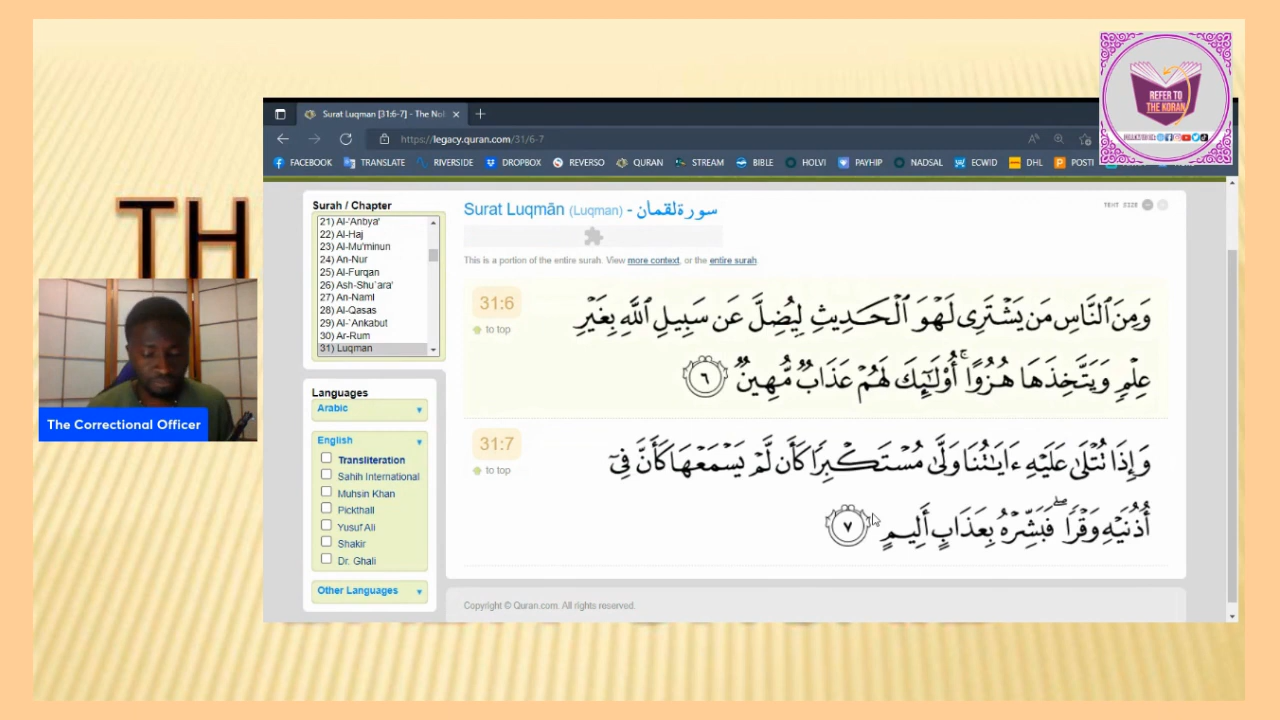 TH
The Correctional Officer
REFER TO
THE KORAN
Surat Luqman [31:6-7] - The Nol
https://legacy.quran.com/31/6-7
FACEBOOK TRANSLATE RIVERSIDE DROPBOX REVERSO QURAN STREAM BIBLE HOLVI PAYHIP NADSAL ECWID DHL POSTI
Surah / Chapter
21) Al-'Anbya'
22) Al-Haj
23) Al-Mu'minun
24) An-Nur
25) Al-Furqan
26) Ash-Shu`ara'
27) An-Naml
28) Al-Qasas
29) Al-`Ankabut
30) Ar-Rum
31) Luqman
Languages
Arabic
English
Transliteration
Sahih International
Muhsin Khan
Pickthall
Yusuf Ali
Shakir
Dr. Ghali
Other Languages
Surat Luqmān (Luqman) - سورة لقمان
TEXT SIZE
This is a portion of the entire surah. View more context, or the entire surah.
31:6
to top
وَمِنَ ٱلنَّاسِ مَن يَشْتَرِى لَهْوَ ٱلْحَدِيثِ لِيُضِلَّ عَن سَبِيلِ ٱللَّهِ بِغَيْرِ
عِلْمٍ وَيَتَّخِذَهَا هُزُوًا ۚ أُو۟لَـٰٓئِكَ لَهُمْ عَذَابٌ مُّهِينٌ ٦
31:7
to top
وَإِذَا تُتْلَىٰ عَلَيْهِ ءَايَـٰتُنَا وَلَّىٰ مُسْتَكْبِرًا كَأَن لَّمْ يَسْمَعْهَا كَأَنَّ فِىٓ
أُذُنَيْهِ وَقْرًا ۖ فَبَشِّرْهُ بِعَذَابٍ أَلِيمٍ ٧
Copyright © Quran.com. All rights reserved.